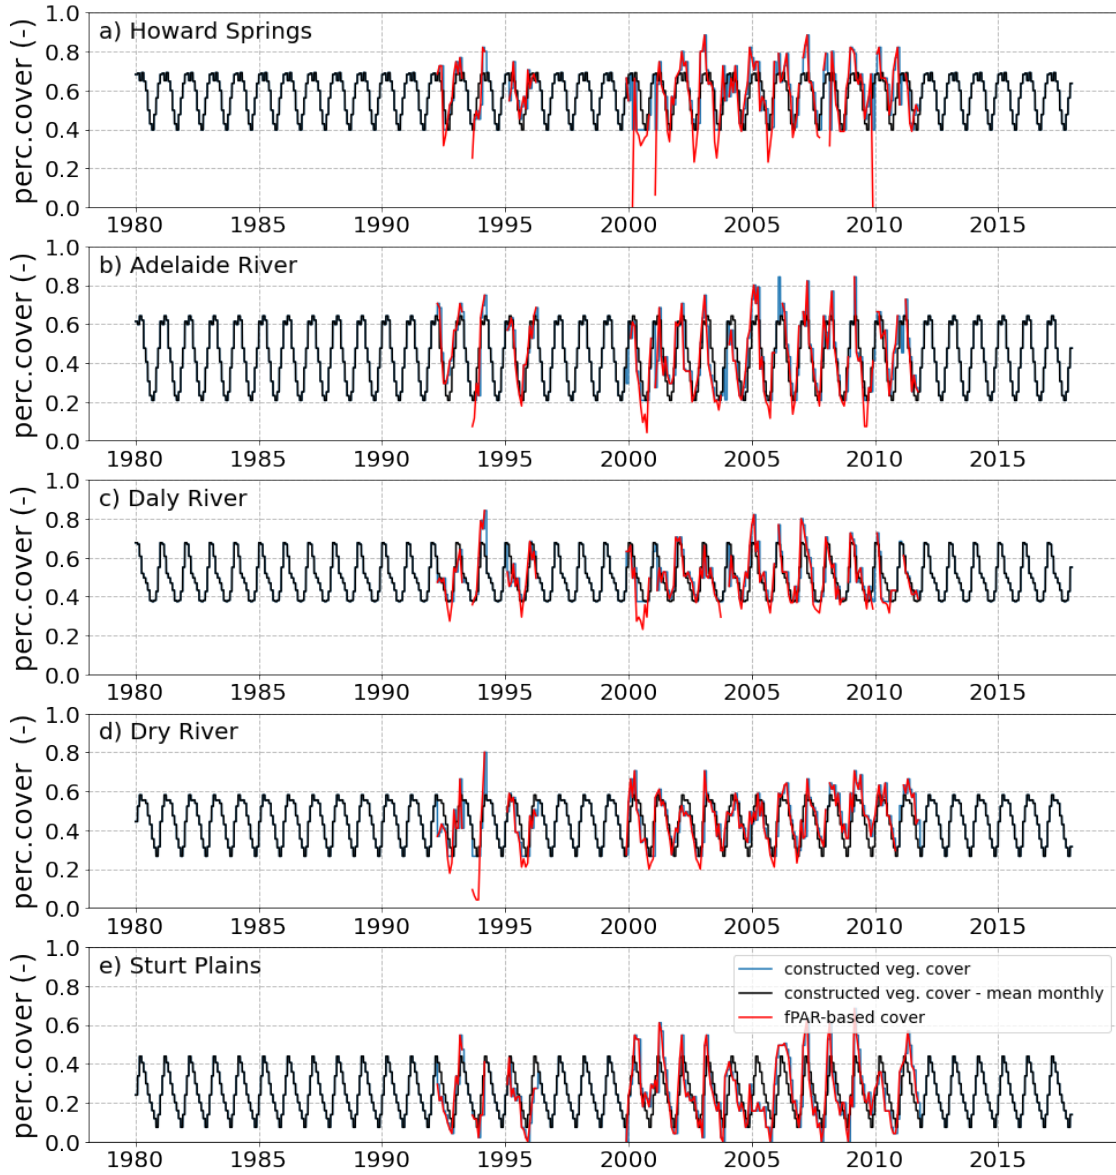 a) Howard Springs
perc.cover (-)
1.0
0.8
0.6
0.4
0.2
0.0
1980 1985 1990 1995 2000 2005 2010 2015
b) Adelaide River
perc.cover (-)
1.0
0.8
0.6
0.4
0.2
0.0
1980 1985 1990 1995 2000 2005 2010 2015
c) Daly River
perc.cover (-)
1.0
0.8
0.6
0.4
0.2
0.0
1980 1985 1990 1995 2000 2005 2010 2015
d) Dry River
perc.cover (-)
1.0
0.8
0.6
0.4
0.2
0.0
1980 1985 1990 1995 2000 2005 2010 2015
e) Sturt Plains
perc.cover (-)
1.0
0.8
0.6
0.4
0.2
0.0
constructed veg. cover
constructed veg. cover - mean monthly
fPAR-based cover
1980 1985 1990 1995 2000 2005 2010 2015